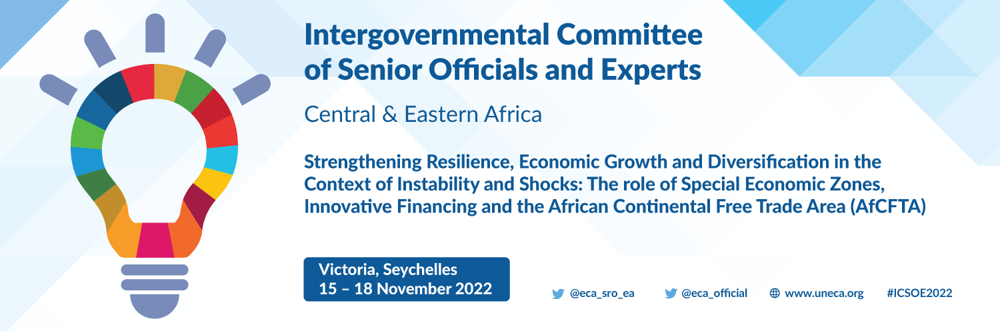 Intergovernmental Committee
of Senior Officials and Experts
Central & Eastern Africa
Strengthening Resilience, Economic Growth and Diversification in the
Context of Instability and Shocks: The role of Special Economic Zones,
Innovative Financing and the African Continental Free Trade Area (AfCFTA)
Victoria, Seychelles
15 – 18 November 2022
@eca_sro_ea @eca_official www.uneca.org #ICSOE2022